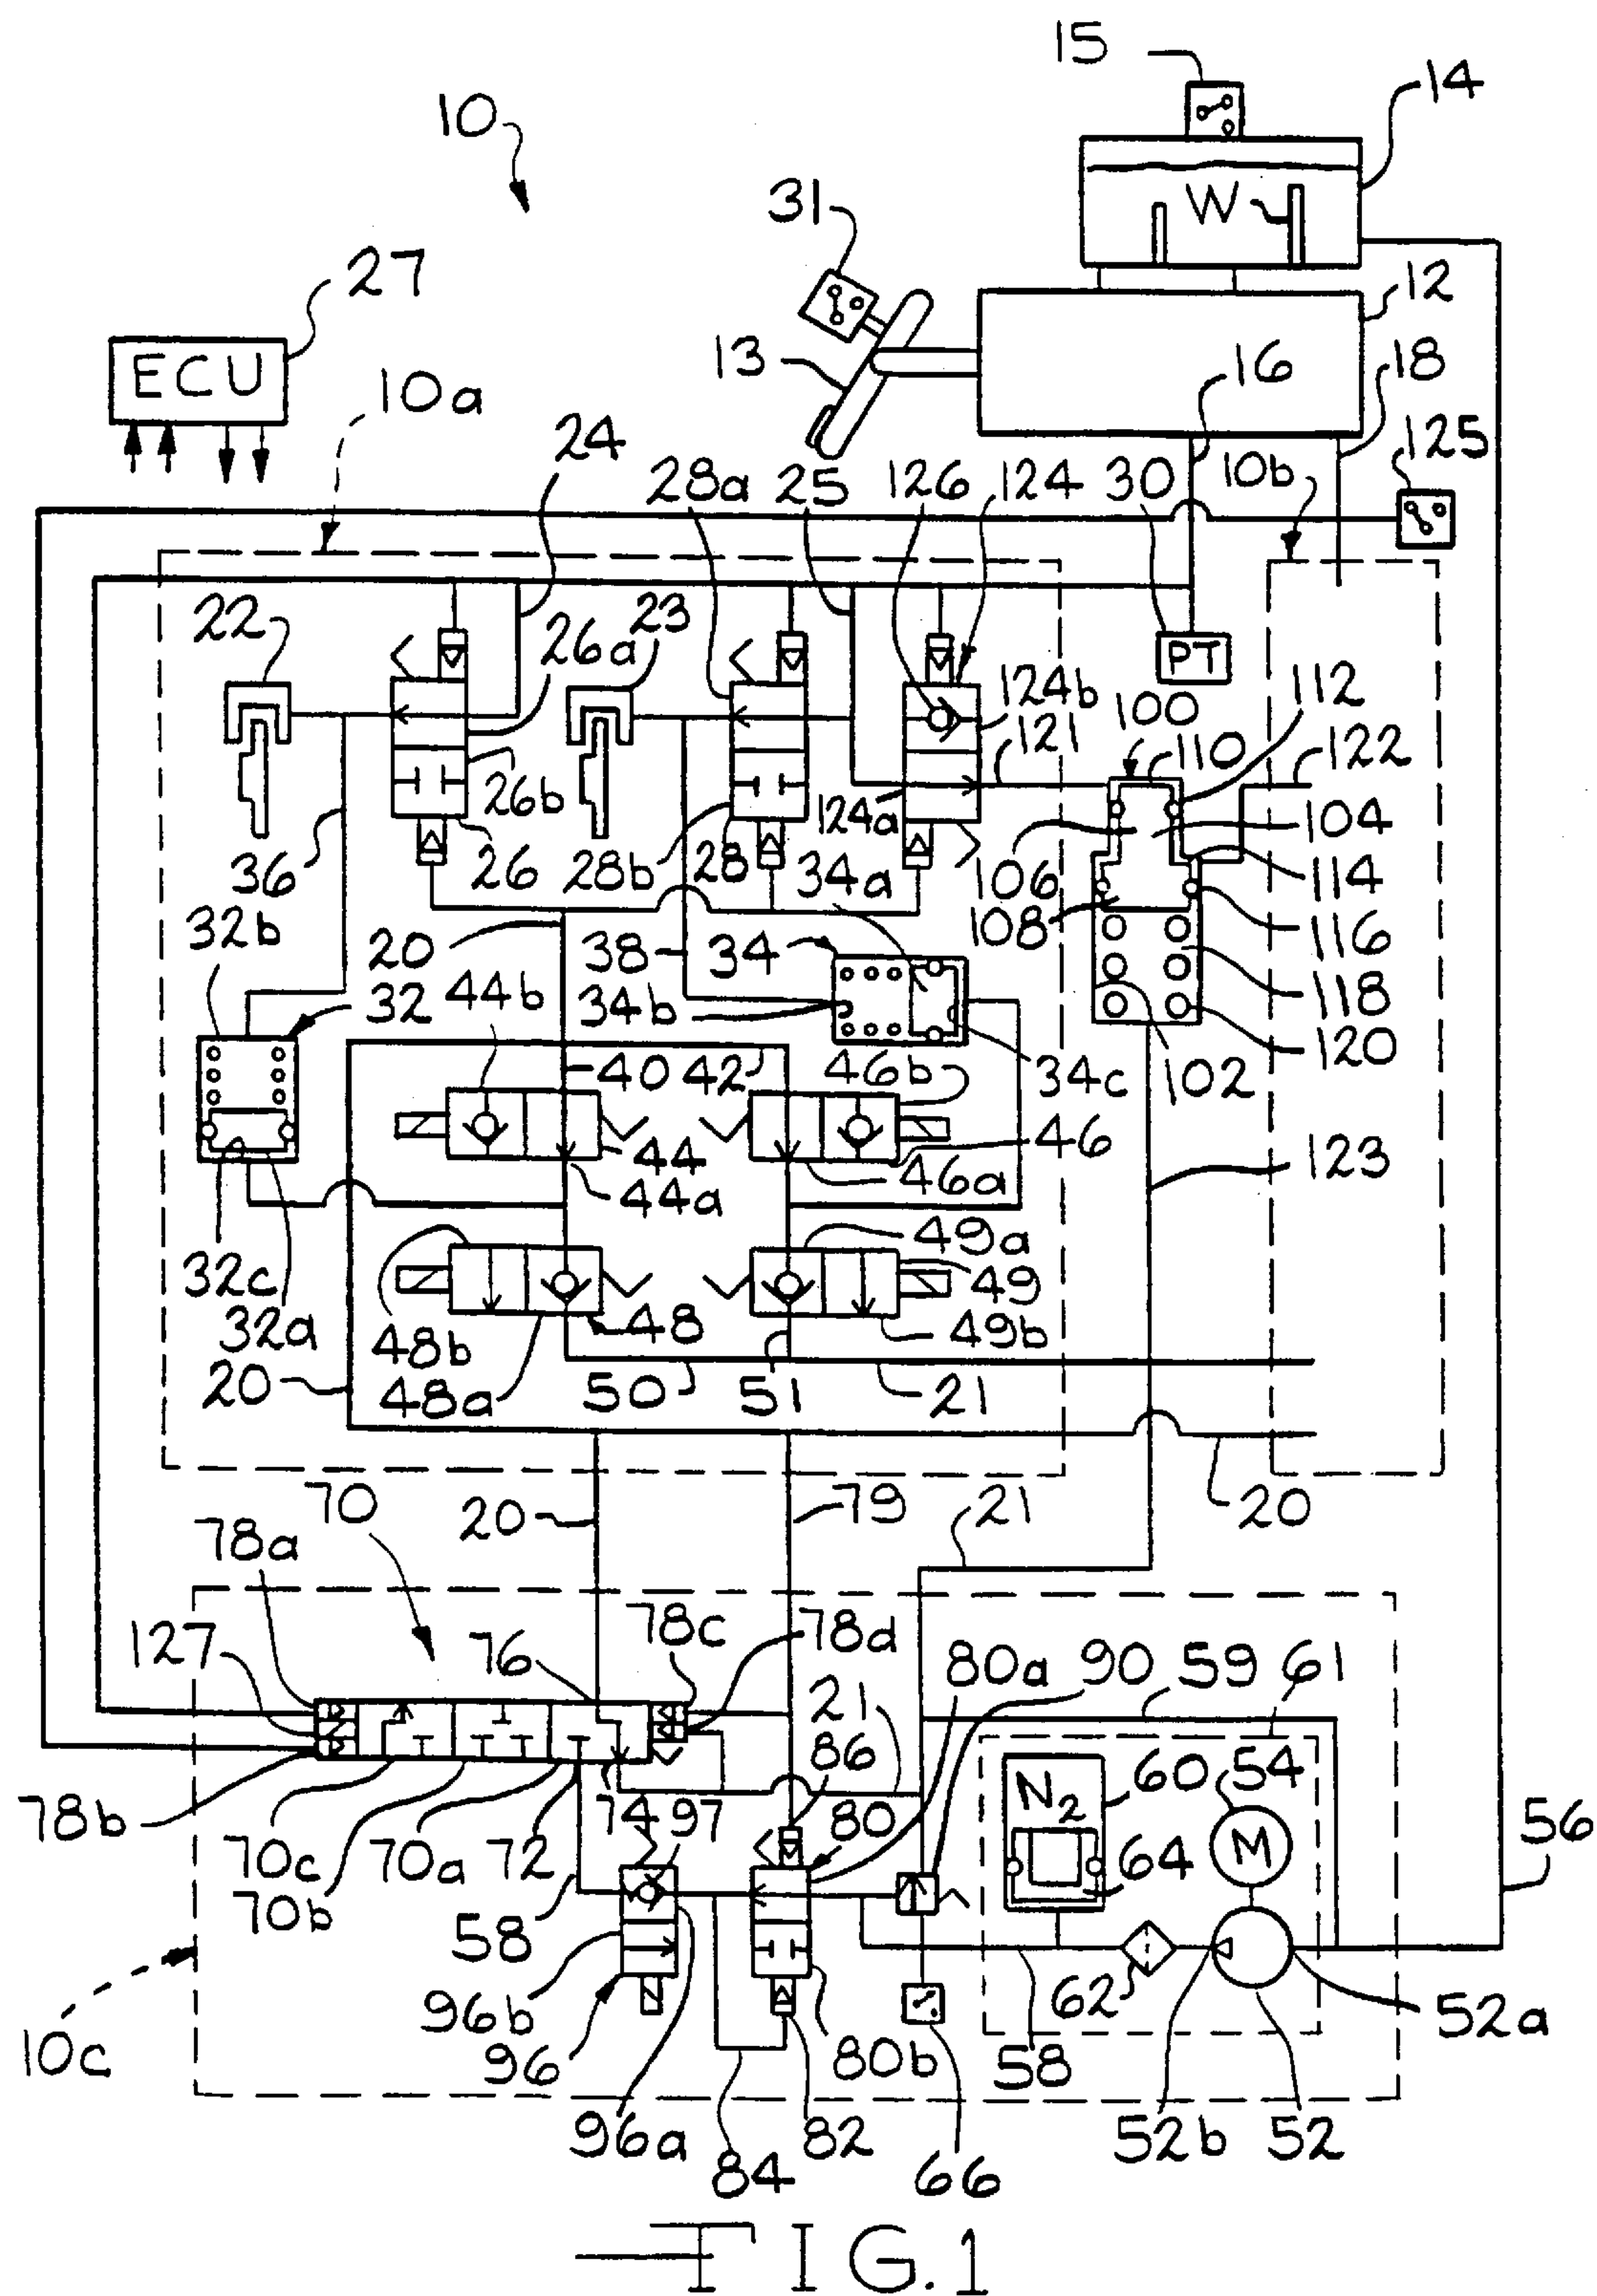 15
14
10
W
31
27
12
ECU
13
16
18
10a
24
125
28a 25 126 124 30 10b
22
26a
23
PT
112
124b
100
110
122
121
26b
124a
104
36
26
28b
28
34a
106
114
32b
20
38
34
108
116
44b
118
32
34b
40 42
46b
34c
102
120
44
46
44a
46a
123
32c
49a
32a
49
48b
48
49b
20
48a
50
51
21
70
20
79
21
20
78a
127
76
78c
78d
80a
90 59 61
21
86
N2
60 54
78b
70c
70a
72
74 97
80
M
56
70b
64
58
96b
62
52a
10c
96
80b
58
96a
82
52b
52
84
66
FIG. 1